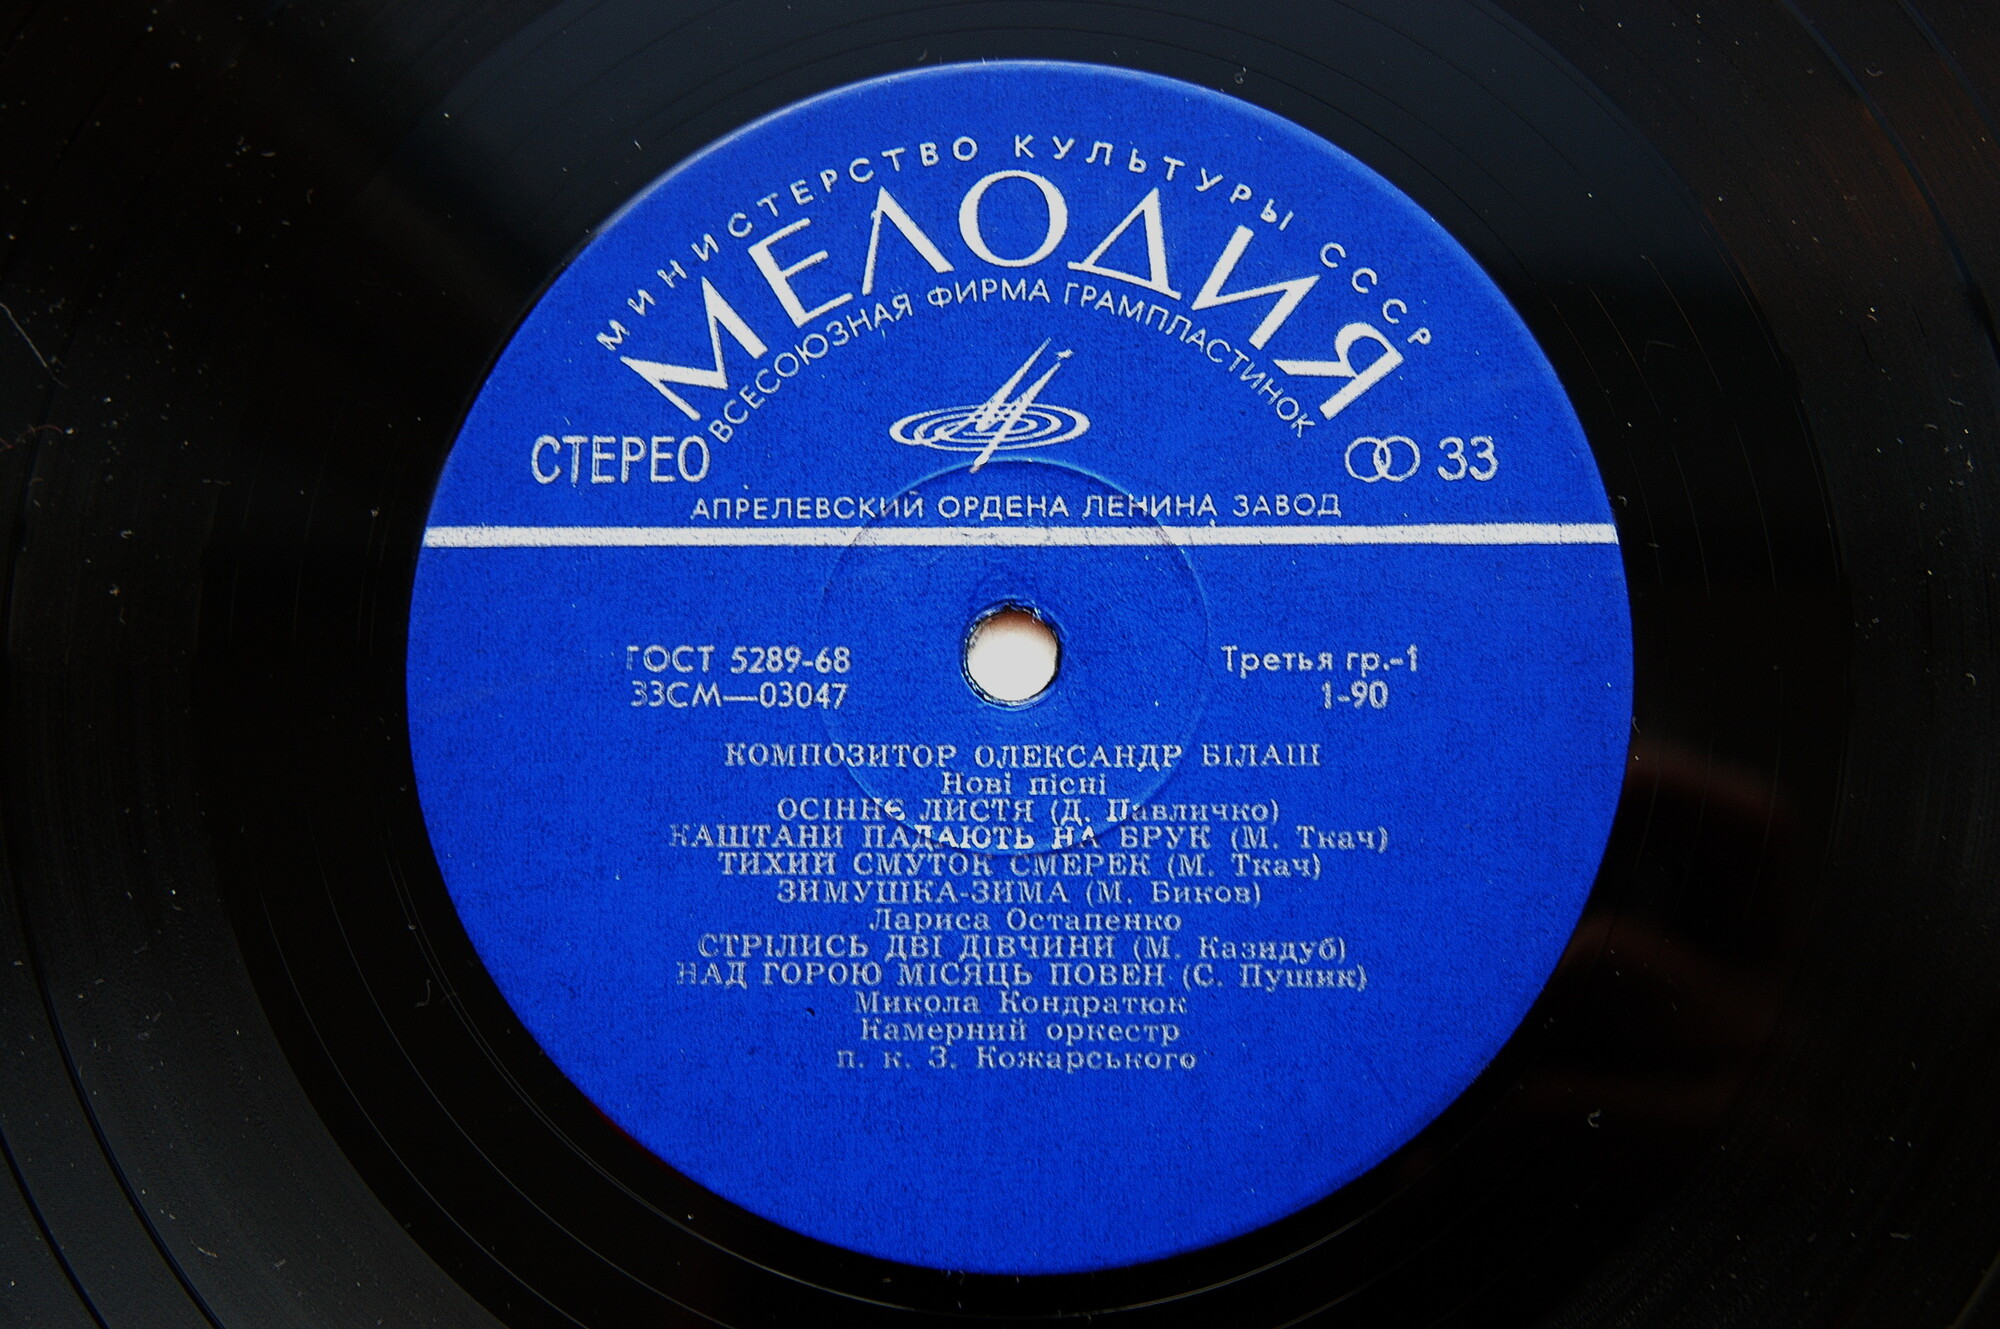 МИНИСТЕРСТВО КУЛЬТУРЫ СССР
МЕЛОДИЯ
ВСЕСОЮЗНАЯ ФИРМА ГРАМПЛАСТИНОК
СТЕРЕО 33
АПРЕЛЕВСКИЙ ОРДЕНА ЛЕНИНА ЗАВОД
ГОСТ 5289-68 Третья гр.-1
33СМ—03047 1-90
КОМПОЗИТОР ОЛЕКСАНДР БІЛАШ
Нові пісні
ОСІННЄ ЛИСТЯ (Д. Павличко)
КАШТАНИ ПАДАЮТЬ НА БРУК (М. Ткач)
ТИХИЙ СМУТОК СМЕРЕК (М. Ткач)
ЗИМУШКА-ЗИМА (М. Биков)
Лариса Остапенко
СТРІЛИСЬ ДВІ ДІВЧИНИ (М. Казидуб)
НАД ГОРОЮ МІСЯЦЬ ПОВЕН (С. Пушик)
Микола Кондратюк
Камерний оркестр
п. к. З. Кожарського